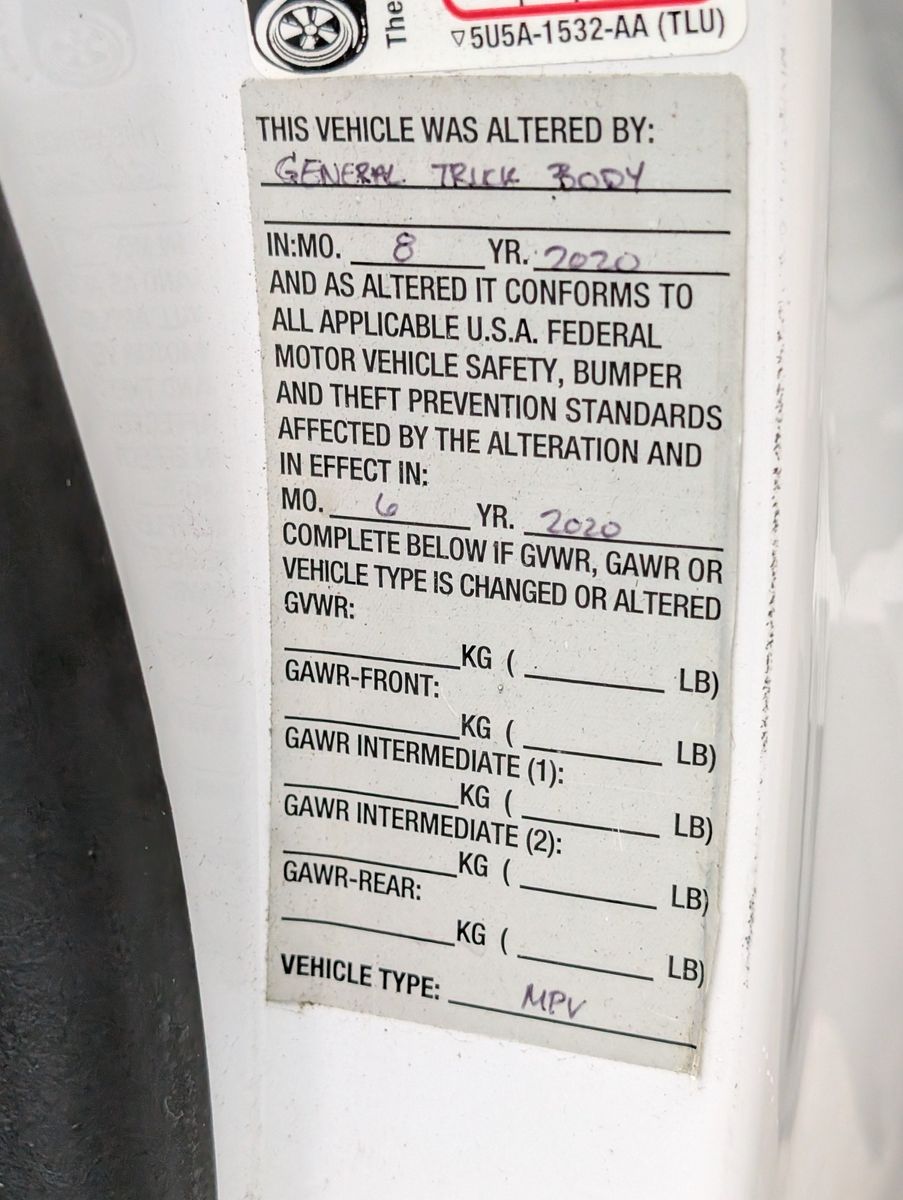 The
▽5U5A-1532-AA (TLU)
THIS VEHICLE WAS ALTERED BY:
GENERAL TRUCK BODY
IN:MO. 8 YR. 2020
AND AS ALTERED IT CONFORMS TO
ALL APPLICABLE U.S.A. FEDERAL
MOTOR VEHICLE SAFETY, BUMPER
AND THEFT PREVENTION STANDARDS
AFFECTED BY THE ALTERATION AND
IN EFFECT IN:
MO. 6 YR. 2020
COMPLETE BELOW IF GVWR, GAWR OR
VEHICLE TYPE IS CHANGED OR ALTERED
GVWR:
KG ( LB)
GAWR-FRONT:
KG ( LB)
GAWR INTERMEDIATE (1):
KG ( LB)
GAWR INTERMEDIATE (2):
KG ( LB)
GAWR-REAR:
KG ( LB)
VEHICLE TYPE: MPV